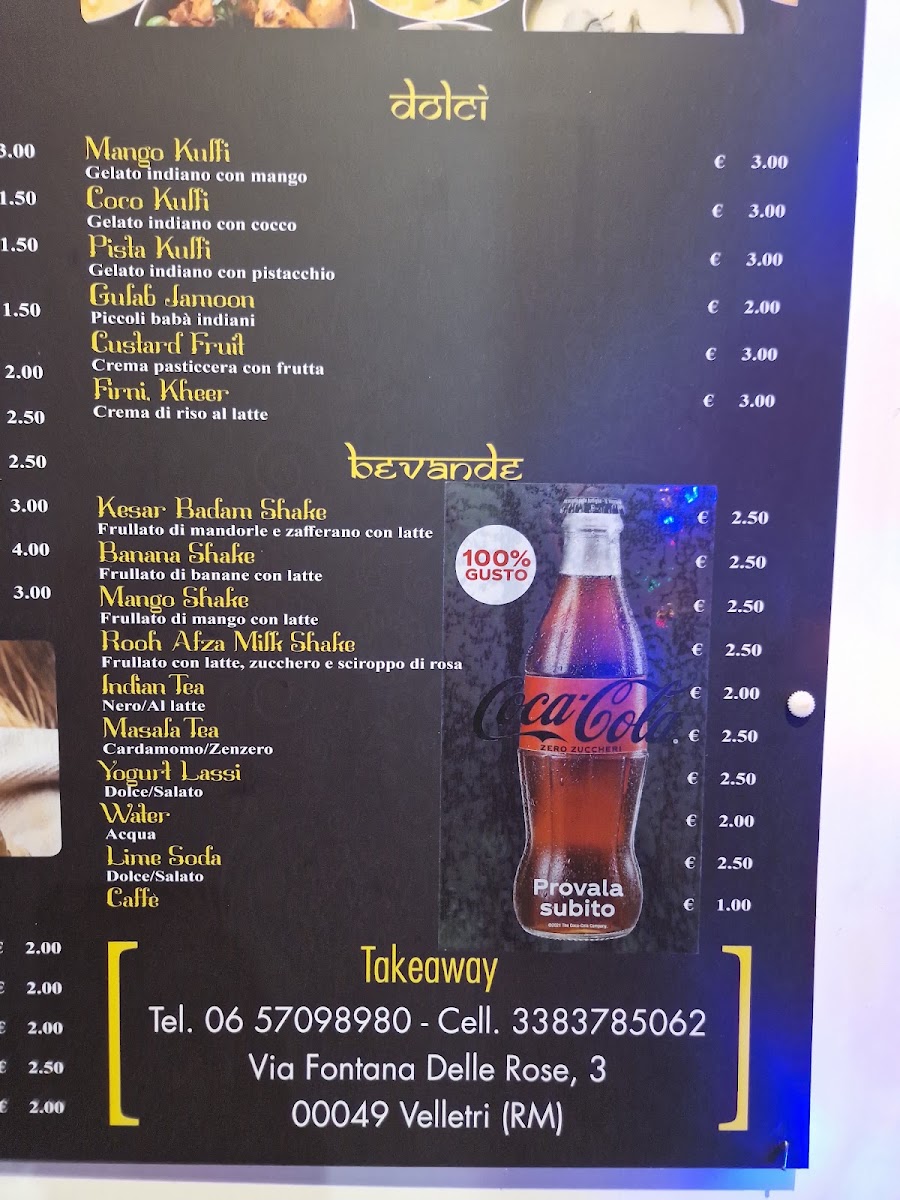 Dolcì
Mango Kulfi € 3.00
Gelato indiano con mango
Coco Kulfi € 3.00
Gelato indiano con cocco
Pista Kulfi € 3.00
Gelato indiano con pistacchio
Gulab Jamoon € 2.00
Piccoli babà indiani
Custard Fruit € 3.00
Crema pasticcera con frutta
Firni, Kheer € 3.00
Crema di riso al latte
3.00
1.50
1.50
1.50
2.00
2.50
2.50
3.00
4.00
3.00
Bevande
Kesar Badam Shake € 2.50
Frullato di mandorle e zafferano con latte
Banana Shake € 2.50
Frullato di banane con latte
Mango Shake € 2.50
Frullato di mango con latte
Rooh Afza Milk Shake € 2.50
Frullato con latte, zucchero e sciroppo di rosa
Indian Tea € 2.00
Nero/Al latte
Masala Tea € 2.50
Cardamomo/Zenzero
Yogurt Lassi € 2.50
Dolce/Salato
Water € 2.00
Acqua
Lime Soda € 2.50
Dolce/Salato
Caffè € 1.00
100%
GUSTO
Coca-Cola
ZERO ZUCCHERI
Provala
subito
©2021 The Coca-Cola Company.
€ 2.00
€ 2.00
€ 2.00
€ 2.50
€ 2.00
Takeaway
Tel. 06 57098980 - Cell. 3383785062
Via Fontana Delle Rose, 3
00049 Velletri (RM)